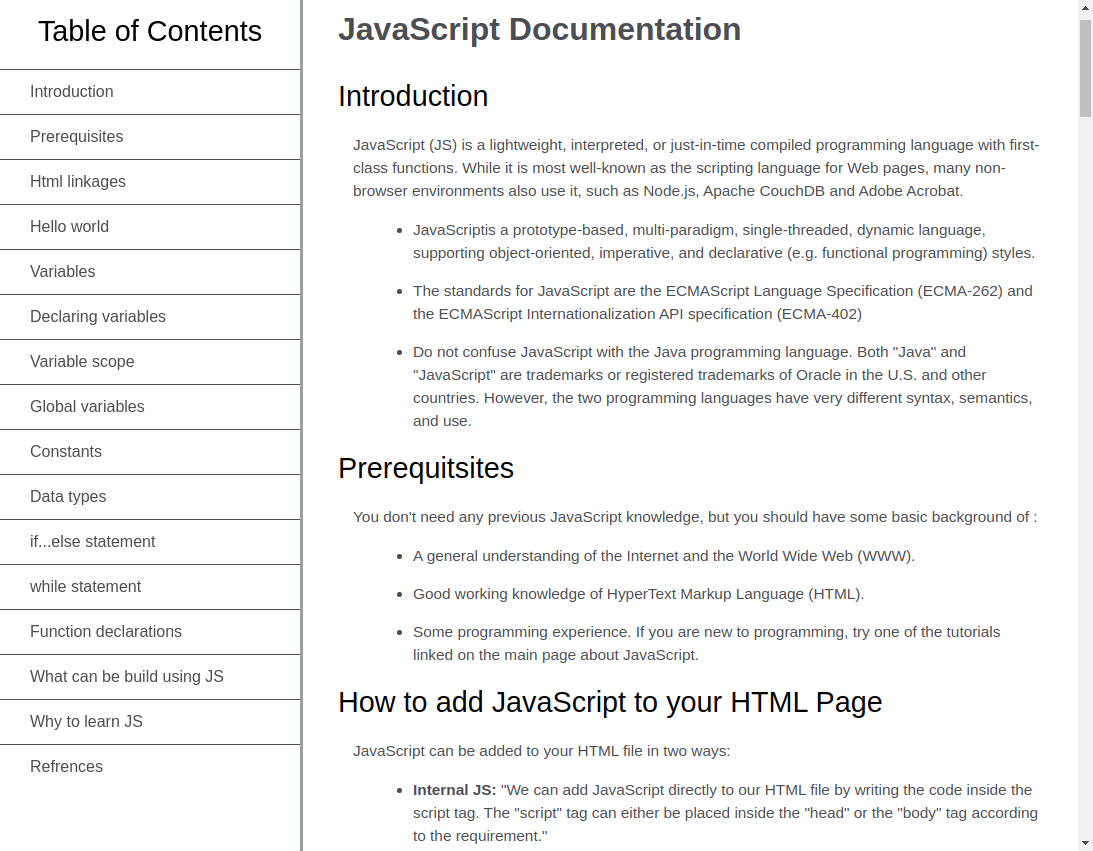 Table of Contents
Introduction
Prerequisites
Html linkages
Hello world
Variables
Declaring variables
Variable scope
Global variables
Constants
Data types
if...else statement
while statement
Function declarations
What can be build using JS
Why to learn JS
Refrences
JavaScript Documentation
Introduction
JavaScript (JS) is a lightweight, interpreted, or just-in-time compiled programming language with first-
class functions. While it is most well-known as the scripting language for Web pages, many non-
browser environments also use it, such as Node.js, Apache CouchDB and Adobe Acrobat.
• JavaScriptis a prototype-based, multi-paradigm, single-threaded, dynamic language,
supporting object-oriented, imperative, and declarative (e.g. functional programming) styles.
• The standards for JavaScript are the ECMAScript Language Specification (ECMA-262) and
the ECMAScript Internationalization API specification (ECMA-402)
• Do not confuse JavaScript with the Java programming language. Both "Java" and
"JavaScript" are trademarks or registered trademarks of Oracle in the U.S. and other
countries. However, the two programming languages have very different syntax, semantics,
and use.
Prerequitsites
You don't need any previous JavaScript knowledge, but you should have some basic background of :
• A general understanding of the Internet and the World Wide Web (WWW).
• Good working knowledge of HyperText Markup Language (HTML).
• Some programming experience. If you are new to programming, try one of the tutorials
linked on the main page about JavaScript.
How to add JavaScript to your HTML Page
JavaScript can be added to your HTML file in two ways:
• Internal JS: "We can add JavaScript directly to our HTML file by writing the code inside the
script tag. The "script" tag can either be placed inside the "head" or the "body" tag according
to the requirement."